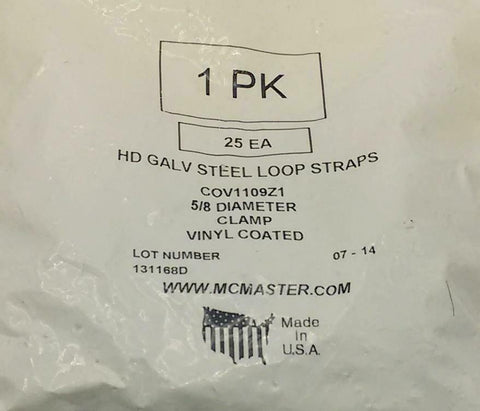 1 PK
25 EA
HD GALV STEEL LOOP STRAPS
COV1109Z1
5/8 DIAMETER
CLAMP
VINYL COATED
LOT NUMBER 07 - 14
131168D
WWW.MCMASTER.COM
Made
In
U.S.A.